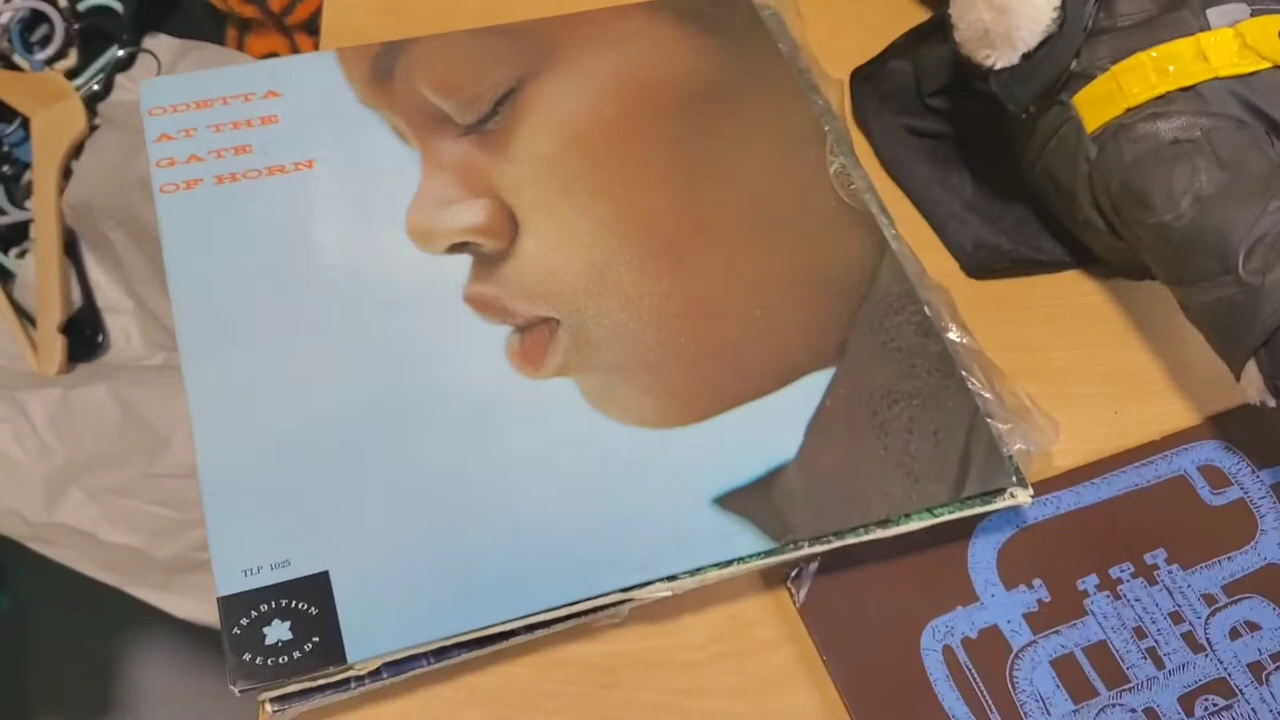 ODETTA
AT THE
GATE
OF HORN
TLP 1025
TRADITION
RECORDS